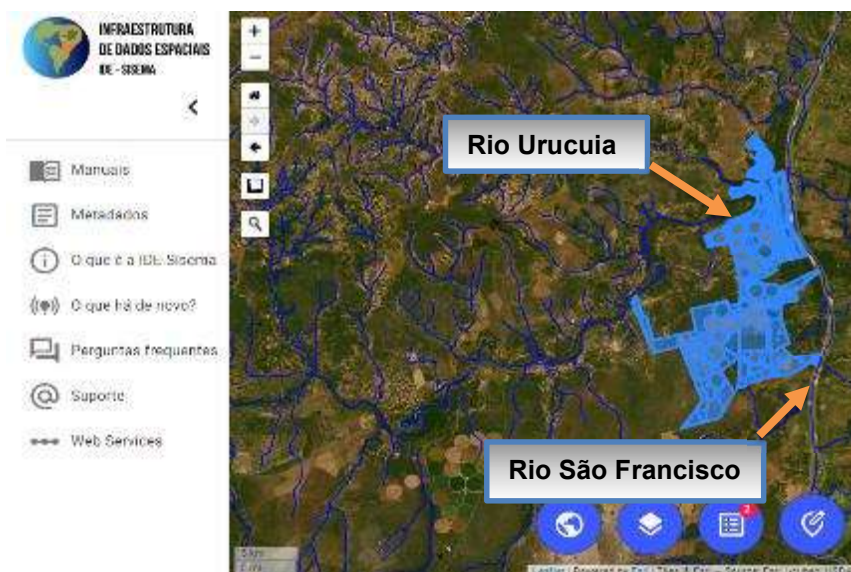 INFRAESTRUTURA
DE DADOS ESPACIAIS
IDE - SISEMA
Manuais
Metadados
O que é a IDE-Sisema
O que há de novo?
Perguntas frequentes
Suporte
Web Services
+
−
Rio Urucuia
Rio São Francisco